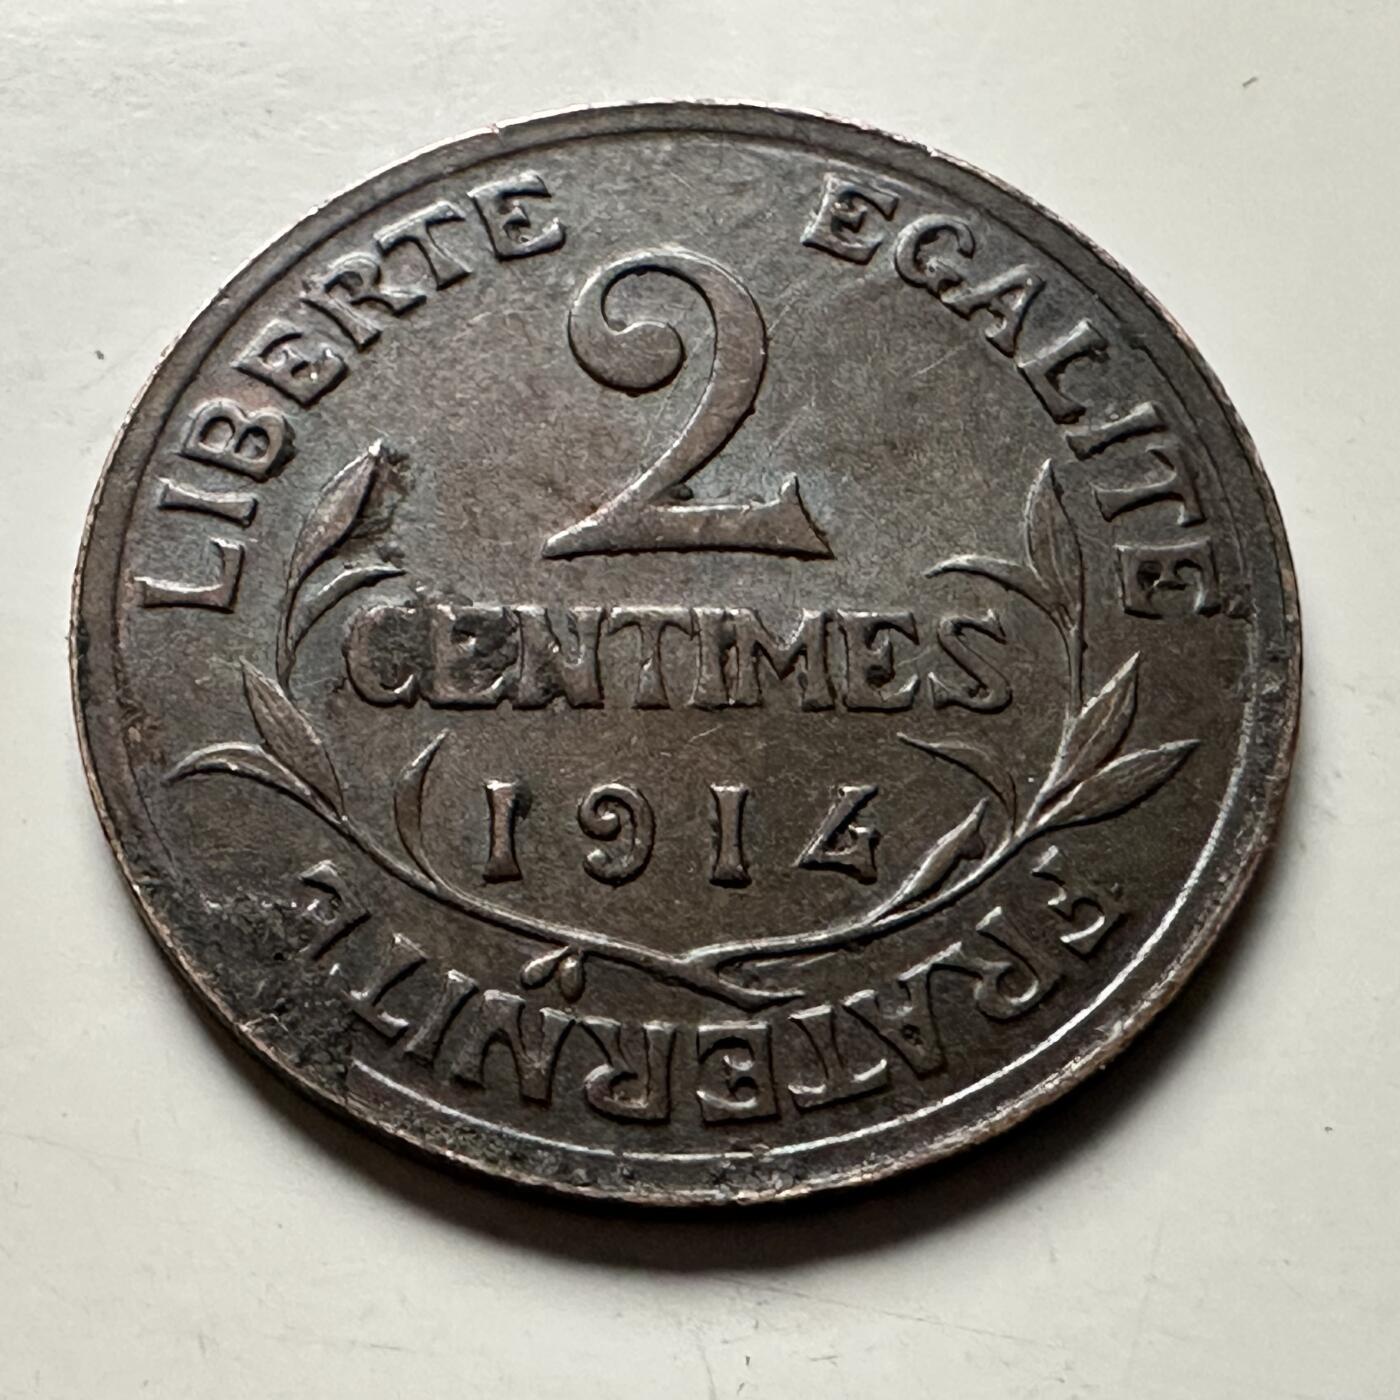 LIBERTE EGALITE
2
CENTIMES
1914
FRATERNITE